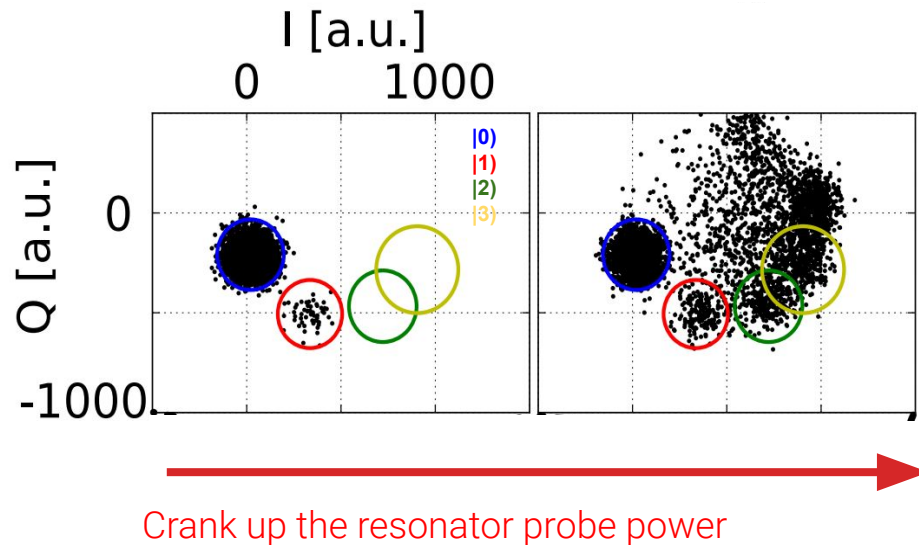 I [a.u.]
0 1000
Q [a.u.]
0
-1000
|0)
|1)
|2)
|3)
Crank up the resonator probe power